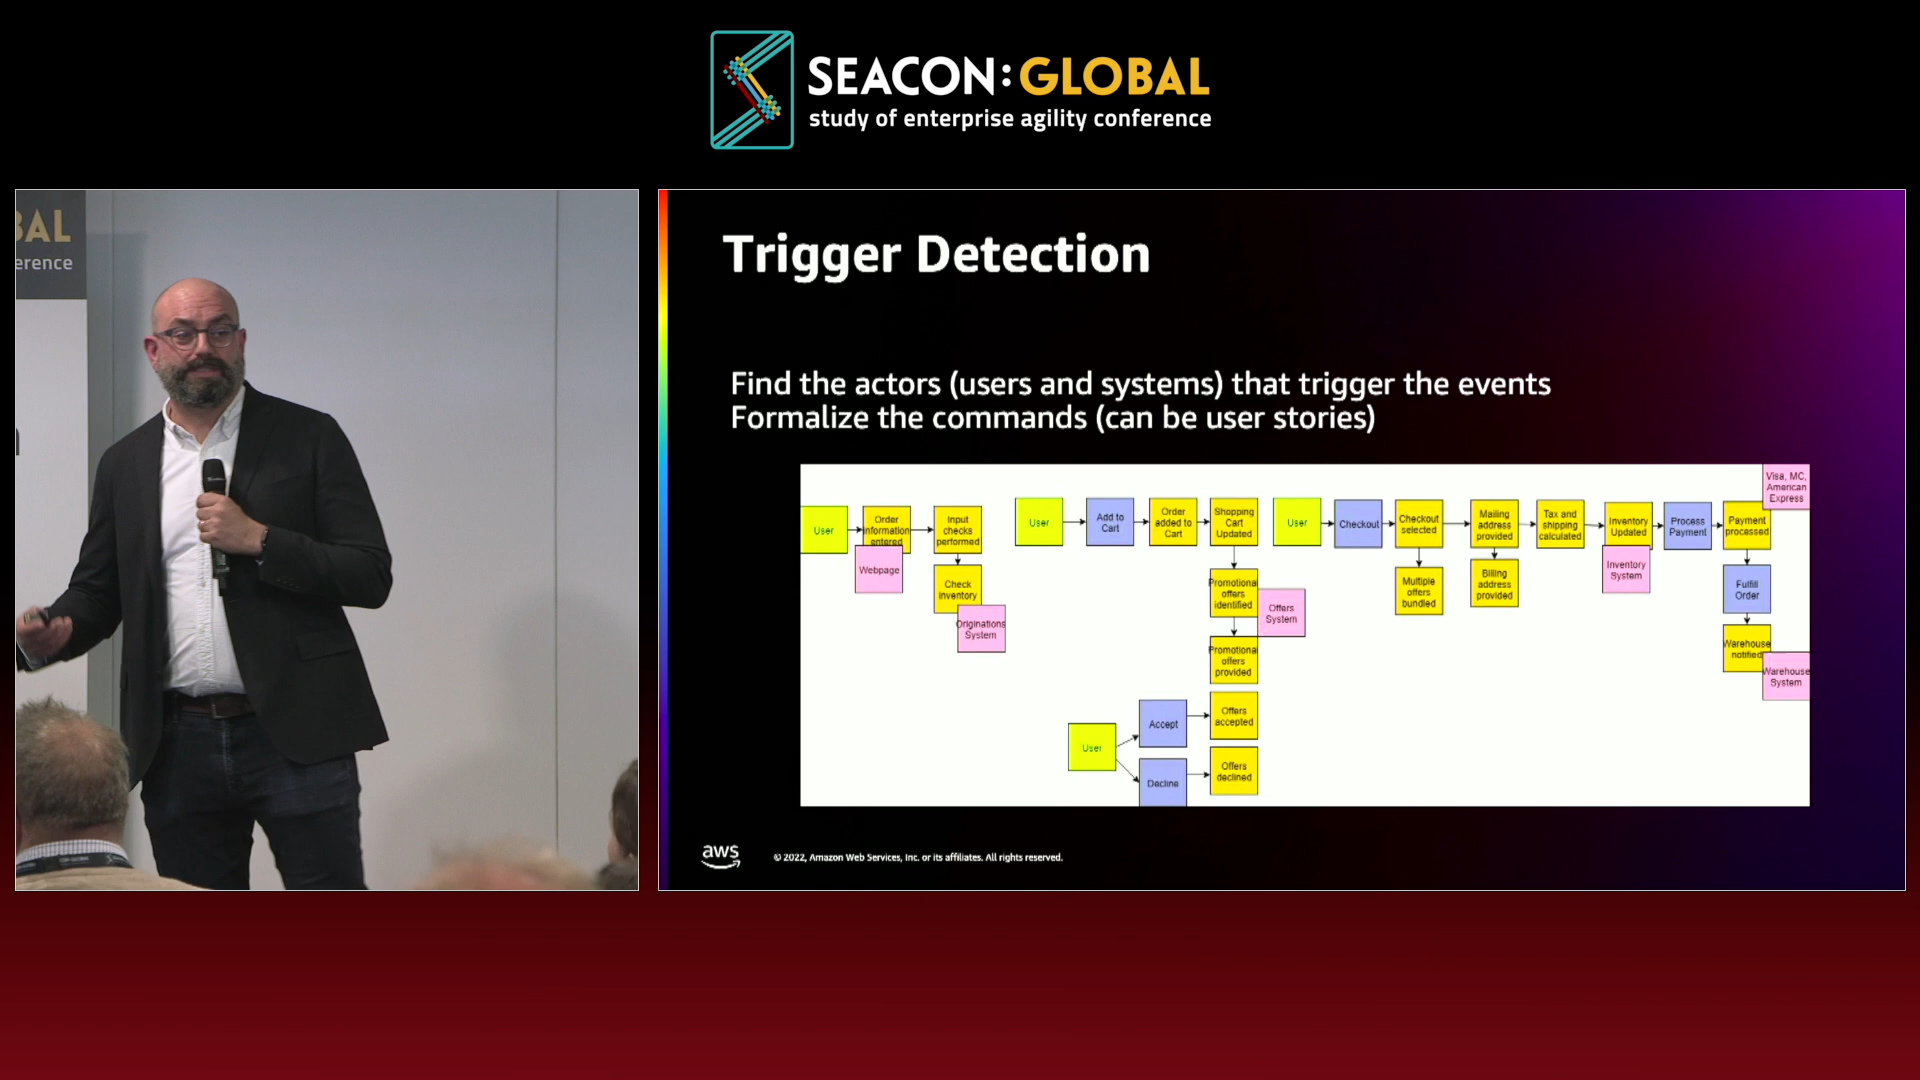 SEACON:GLOBAL
study of enterprise agility conference
BAL
erence
Trigger Detection
Find the actors (users and systems) that trigger the events
Formalize the commands (can be user stories)
User
Order
information
entered
Webpage
Input
checks
performed
Check
inventory
Originations
System
User
Add to
Cart
Order
added to
Cart
Shopping
Cart
Updated
Promotional
offers
identified
Offers
System
Promotional
offers
provided
User
Accept
Offers
accepted
Decline
Offers
declined
User
Checkout
Checkout
selected
Multiple
offers
bundled
Mailing
address
provided
Billing
address
provided
Tax and
shipping
calculated
Inventory
Updated
Inventory
System
Process
Payment
Visa, MC,
American
Express
Payment
processed
Fulfill
Order
Warehouse
notified
Warehouse
System
aws
© 2022, Amazon Web Services, Inc. or its affiliates. All rights reserved.